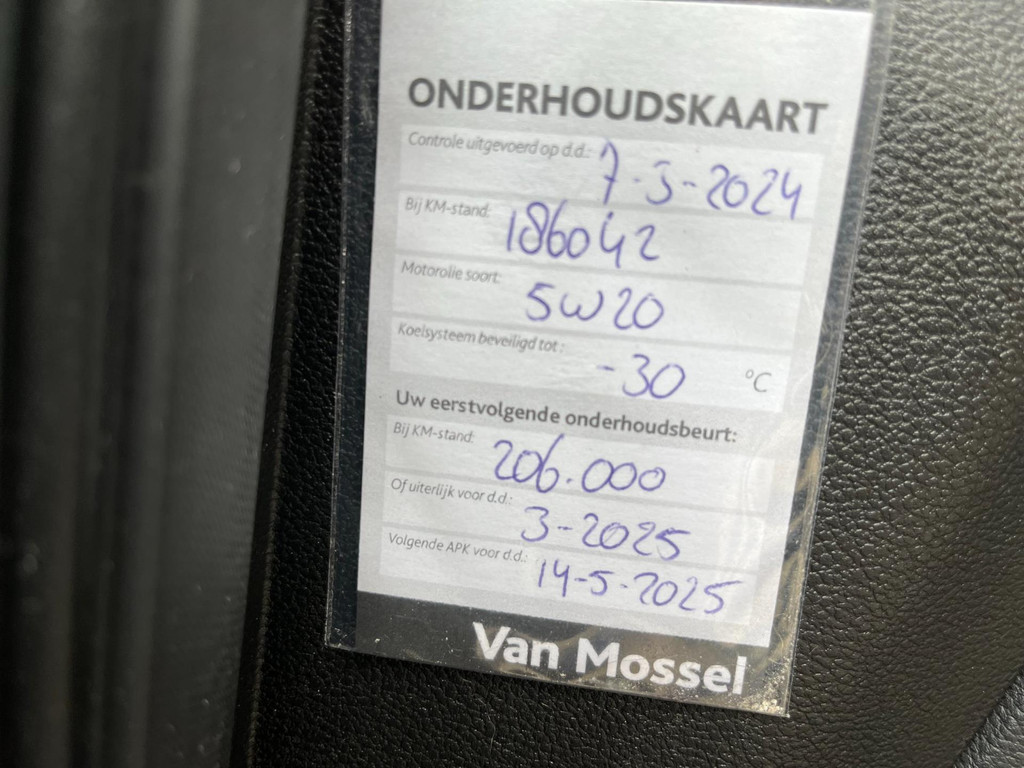 ONDERHOUDSKAART
Controle uitgevoerd op d.d.: 7-3-2024
Bij KM-stand: 186042
Motorolie soort: 5W20
Koelsysteem beveiligd tot: -30 °C
Uw eerstvolgende onderhoudsbeurt:
Bij KM-stand: 206.000
Of uiterlijk voor d.d.: 3-2025
Volgende APK voor d.d.: 14-5-2025
Van Mossel